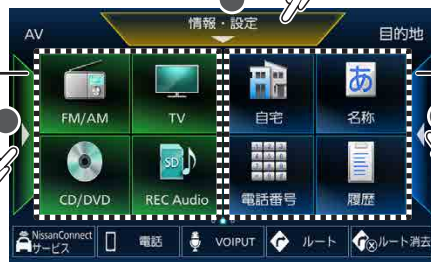 情報・設定
AV
目的地
FM/AM
TV
自宅
名称
あ
CD/DVD
REC Audio
SD
電話番号
履歴
NissanConnect
サービス
電話
VOIPUT
ルート
ルート消去